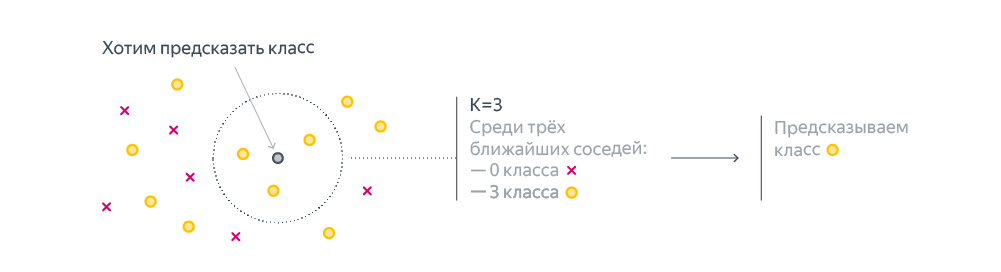 Хотим предсказать класс
K=3
Среди трёх
ближайших соседей:
— 0 класса
— 3 класса
Предсказываем
класс